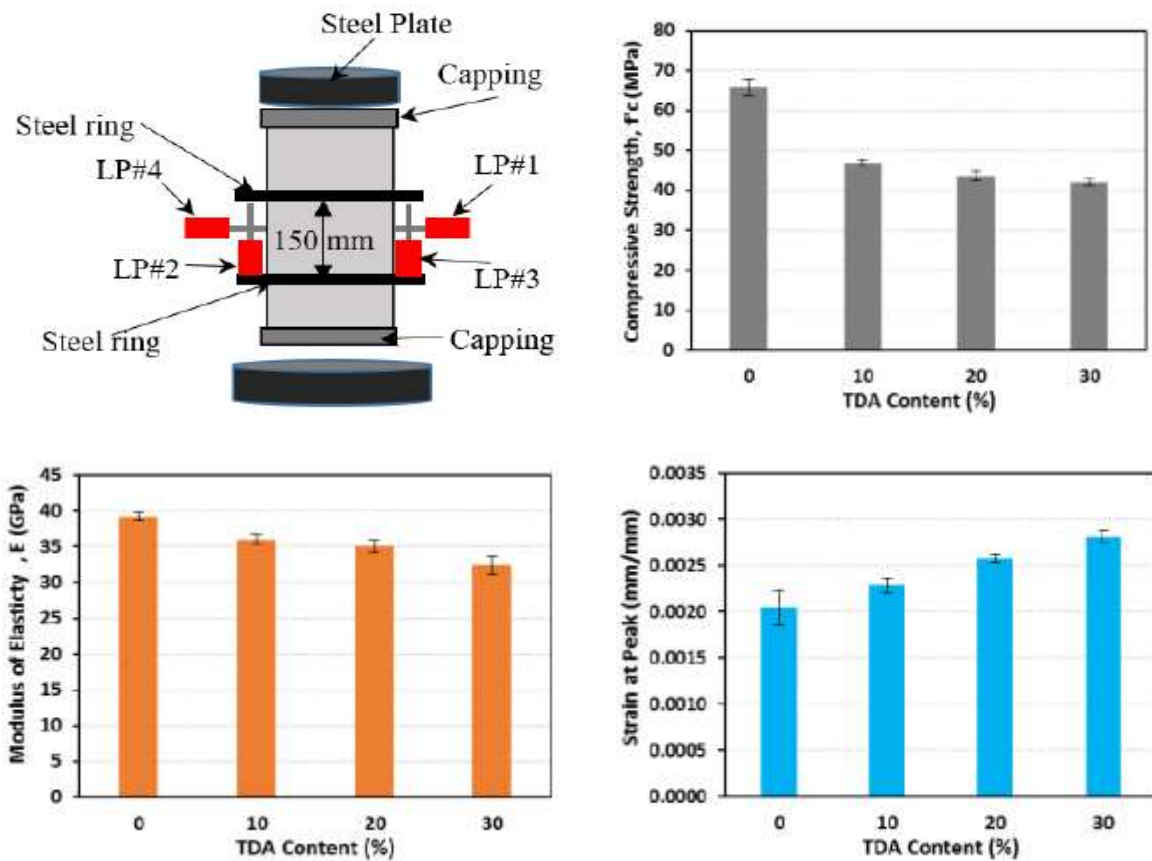 Steel Plate
Capping
Steel ring
LP#4
LP#1
150 mm
LP#2
LP#3
Steel ring
Capping
Compressive Strength, f'c (MPa)
80
70
60
50
40
30
20
10
0
0 10 20 30
TDA Content (%)
Modulus of Elasticty , E (GPa)
45
40
35
30
25
20
15
10
5
0
0 10 20 30
TDA Content (%)
Strain at Peak (mm/mm)
0.0035
0.0030
0.0025
0.0020
0.0015
0.0010
0.0005
0.0000
0 10 20 30
TDA Content (%)